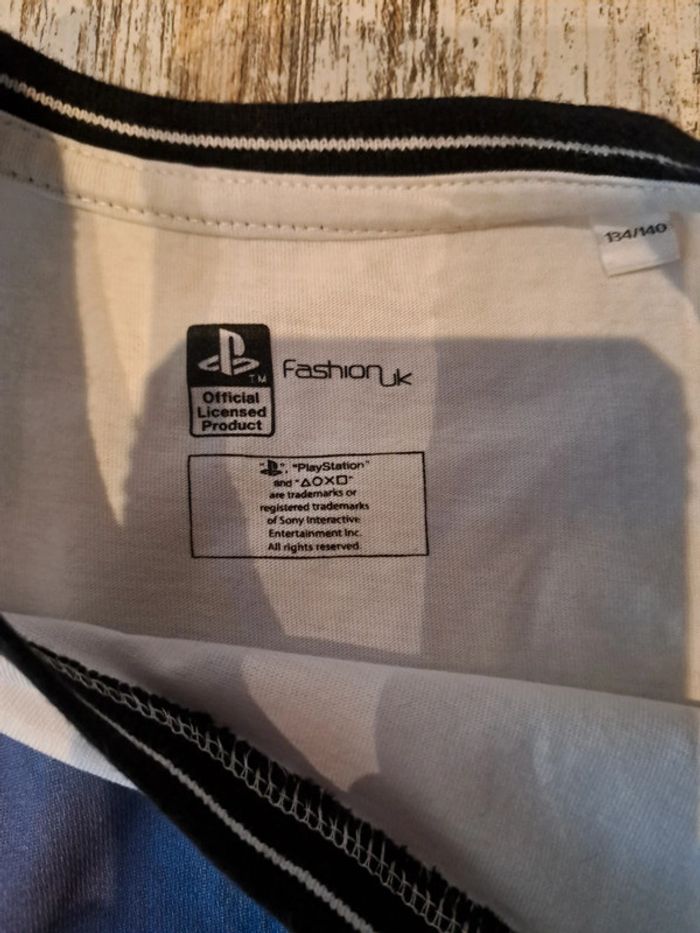 134/140
TM
Fashion uk
Official
Licensed
Product
" ", "PlayStation"
and "△○✕□"
are trademarks or
registered trademarks
of Sony Interactive
Entertainment Inc.
All rights reserved.